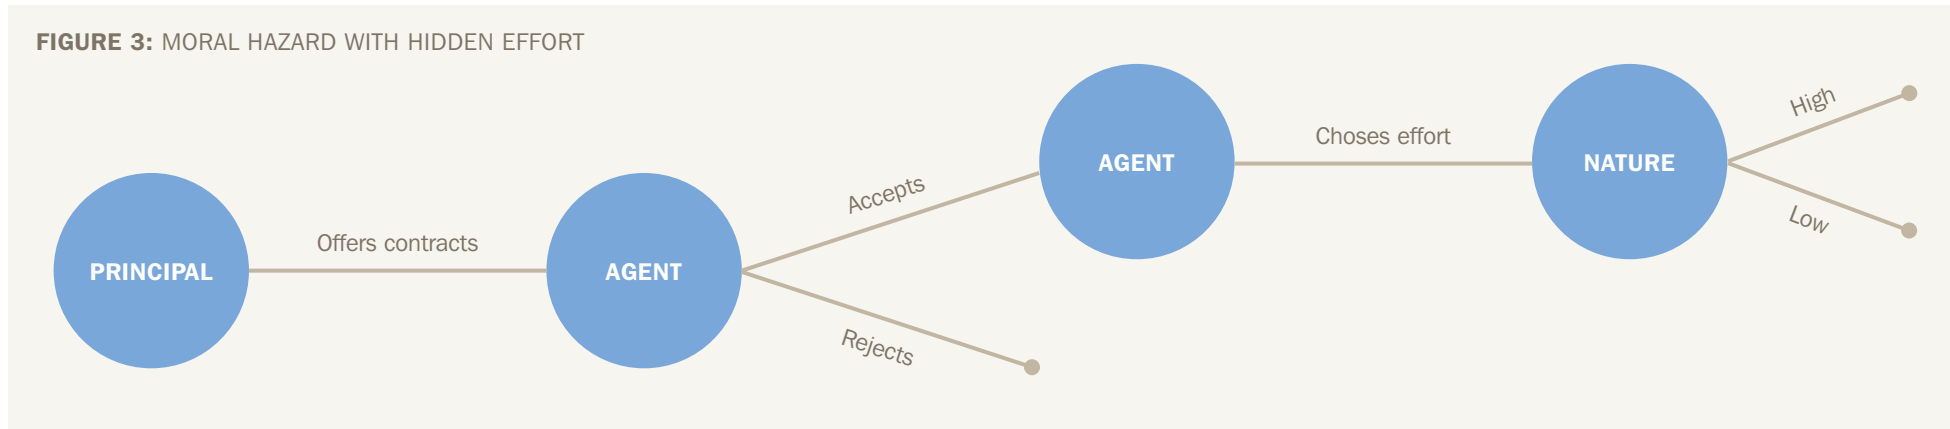 FIGURE 3: MORAL HAZARD WITH HIDDEN EFFORT
PRINCIPAL
Offers contracts
AGENT
Accepts
Rejects
AGENT
Choses effort
NATURE
High
Low